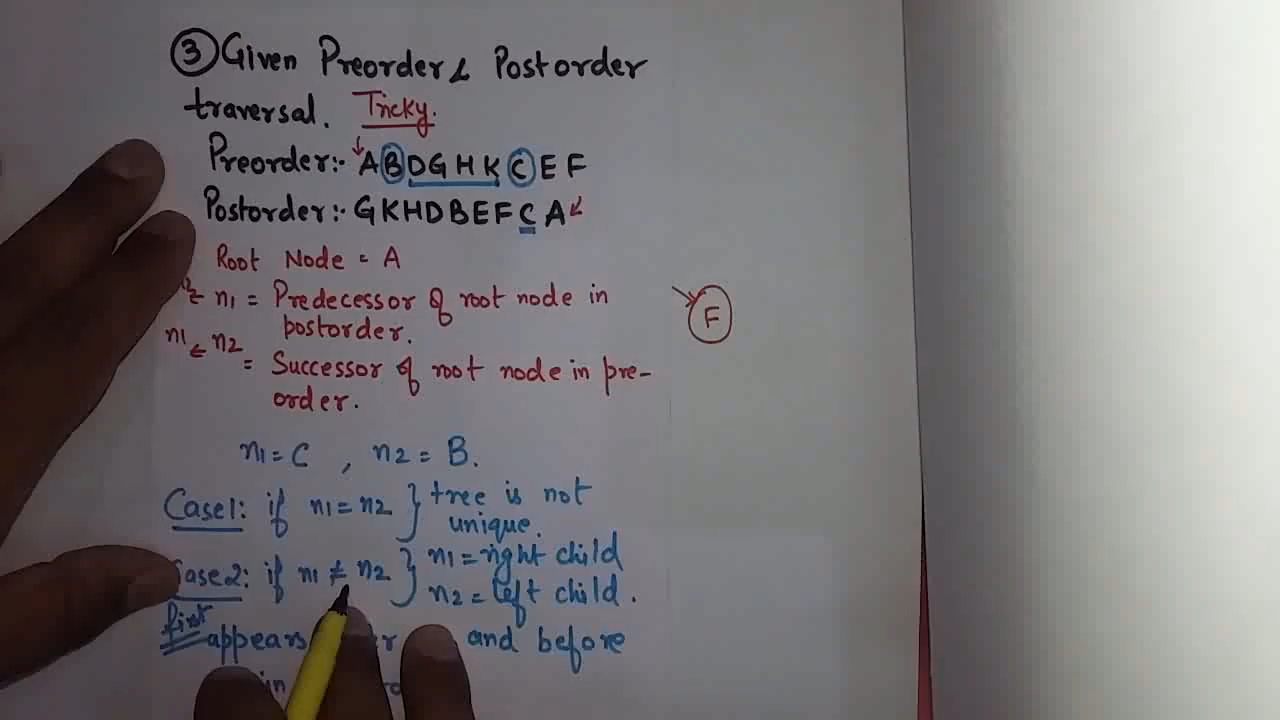 ③ Given Preorder & Postorder
traversal. Tricky.
Preorder:- A B D G H K C E F
Postorder:- G K H D B E F C A
Root Node = A
n1 = Predecessor of root node in
postorder.
n1 n2
= Successor of root node in pre-
order.
n1 = C , n2 = B.
Case1: if n1 = n2 } tree is not
unique.
Case2: if n1 ≠ n2 } n1 = right child
n2 = left child.
first
appears and before
in
F